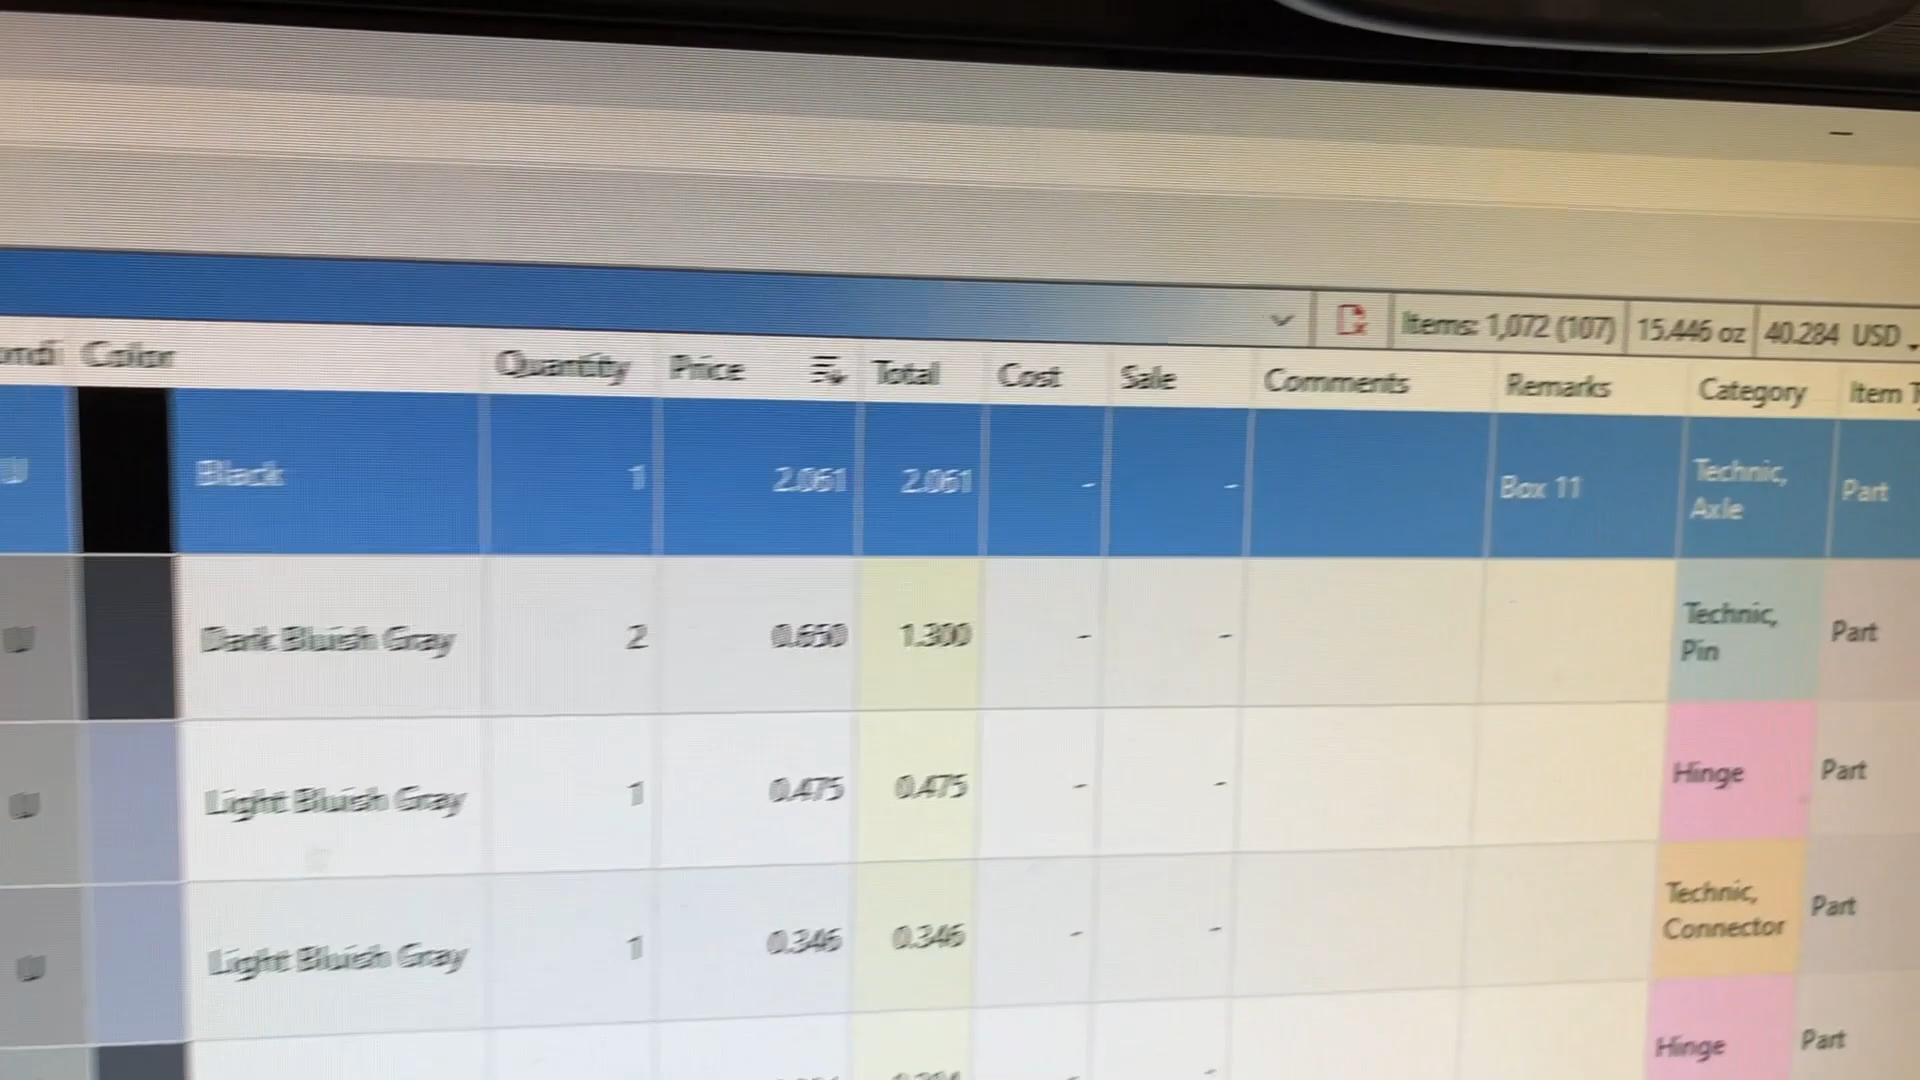 Items: 1,072 (107) 15.446 oz 40.284 USD
Color Quantity Price Total Cost Sale Comments Remarks Category Item
Black 1 2.061 2.061 - - Box 11 Technic, Axle Part
U Dark Bluish Gray 2 0.650 1.300 - - Technic, Pin Part
U Light Bluish Gray 1 0.475 0.475 - - Hinge Part
U Light Bluish Gray 1 0.346 0.346 - - Technic, Connector Part
Hinge Part